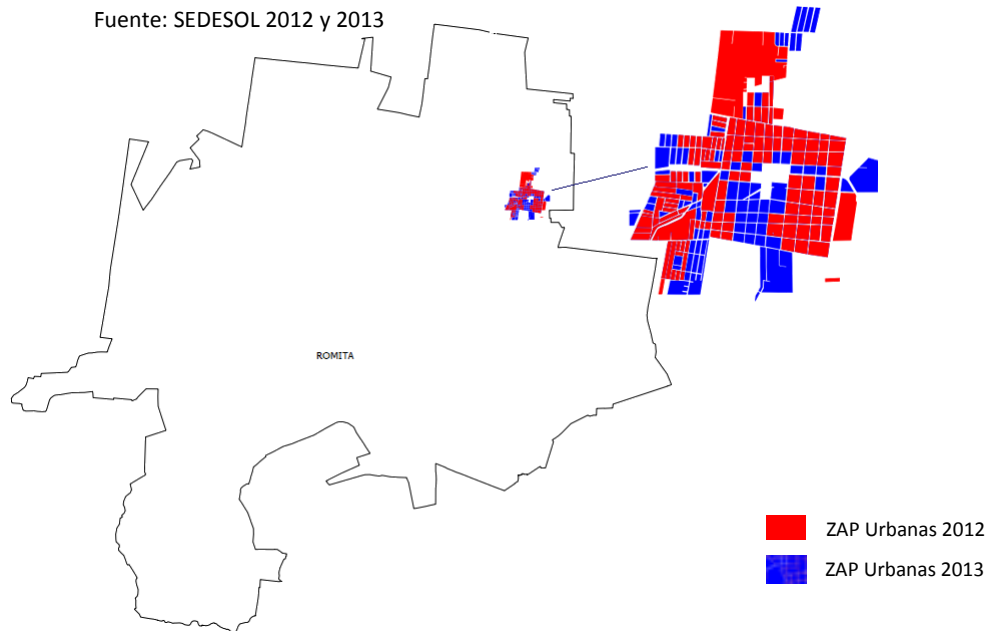 Fuente: SEDESOL 2012 y 2013
ROMITA
ZAP Urbanas 2012
ZAP Urbanas 2013